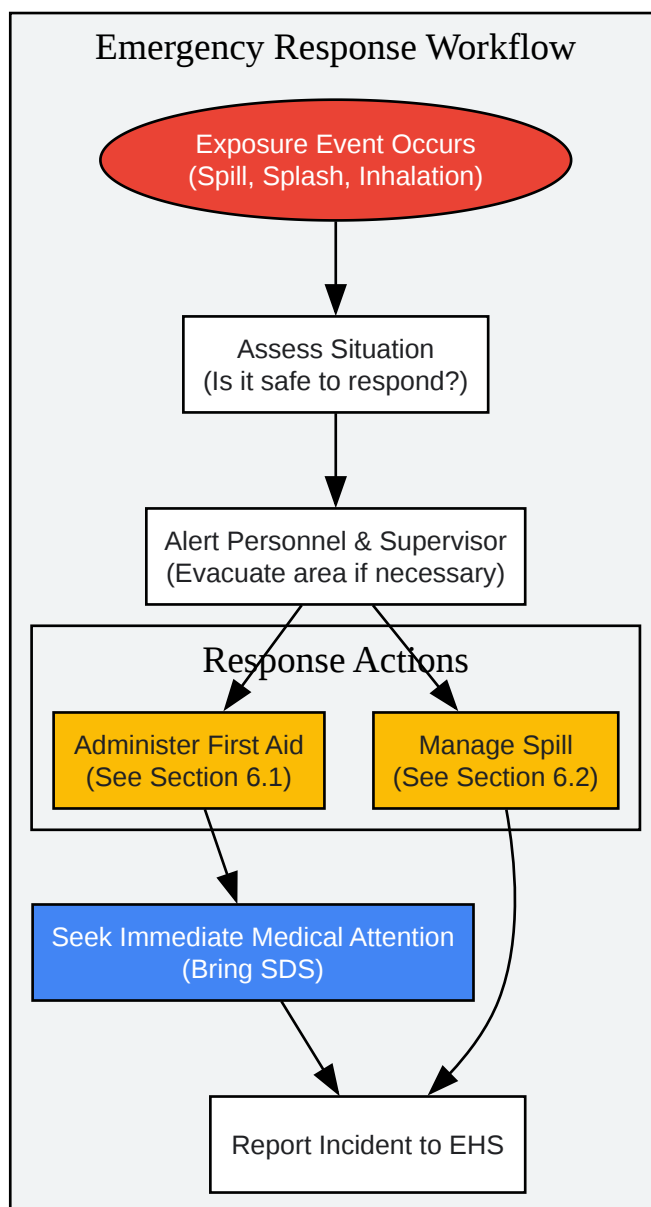 Emergency Response Workflow
Exposure Event Occurs
(Spill, Splash, Inhalation)
Assess Situation
(Is it safe to respond?)
Alert Personnel & Supervisor
(Evacuate area if necessary)
Response Actions
Administer First Aid
(See Section 6.1)
Manage Spill
(See Section 6.2)
Seek Immediate Medical Attention
(Bring SDS)
Report Incident to EHS